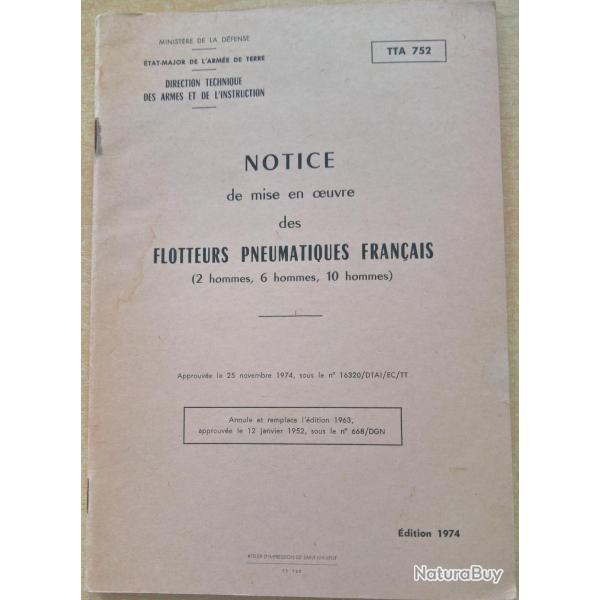 MINISTÈRE DE LA DÉFENSE
ÉTAT-MAJOR DE L'ARMÉE DE TERRE
DIRECTION TECHNIQUE
DES ARMES ET DE L'INSTRUCTION
TTA 752
NOTICE
de mise en œuvre
des
FLOTTEURS PNEUMATIQUES FRANÇAIS
(2 hommes, 6 hommes, 10 hommes)
Approuvée le 25 novembre 1974, sous le n° 16320/DTAI/EC/TT
Annule et remplace l'édition 1963,
approuvée le 12 janvier 1952, sous le n° 668/DGN
Édition 1974
ATELIER D'IMPRESSION DE
NaturaBuy